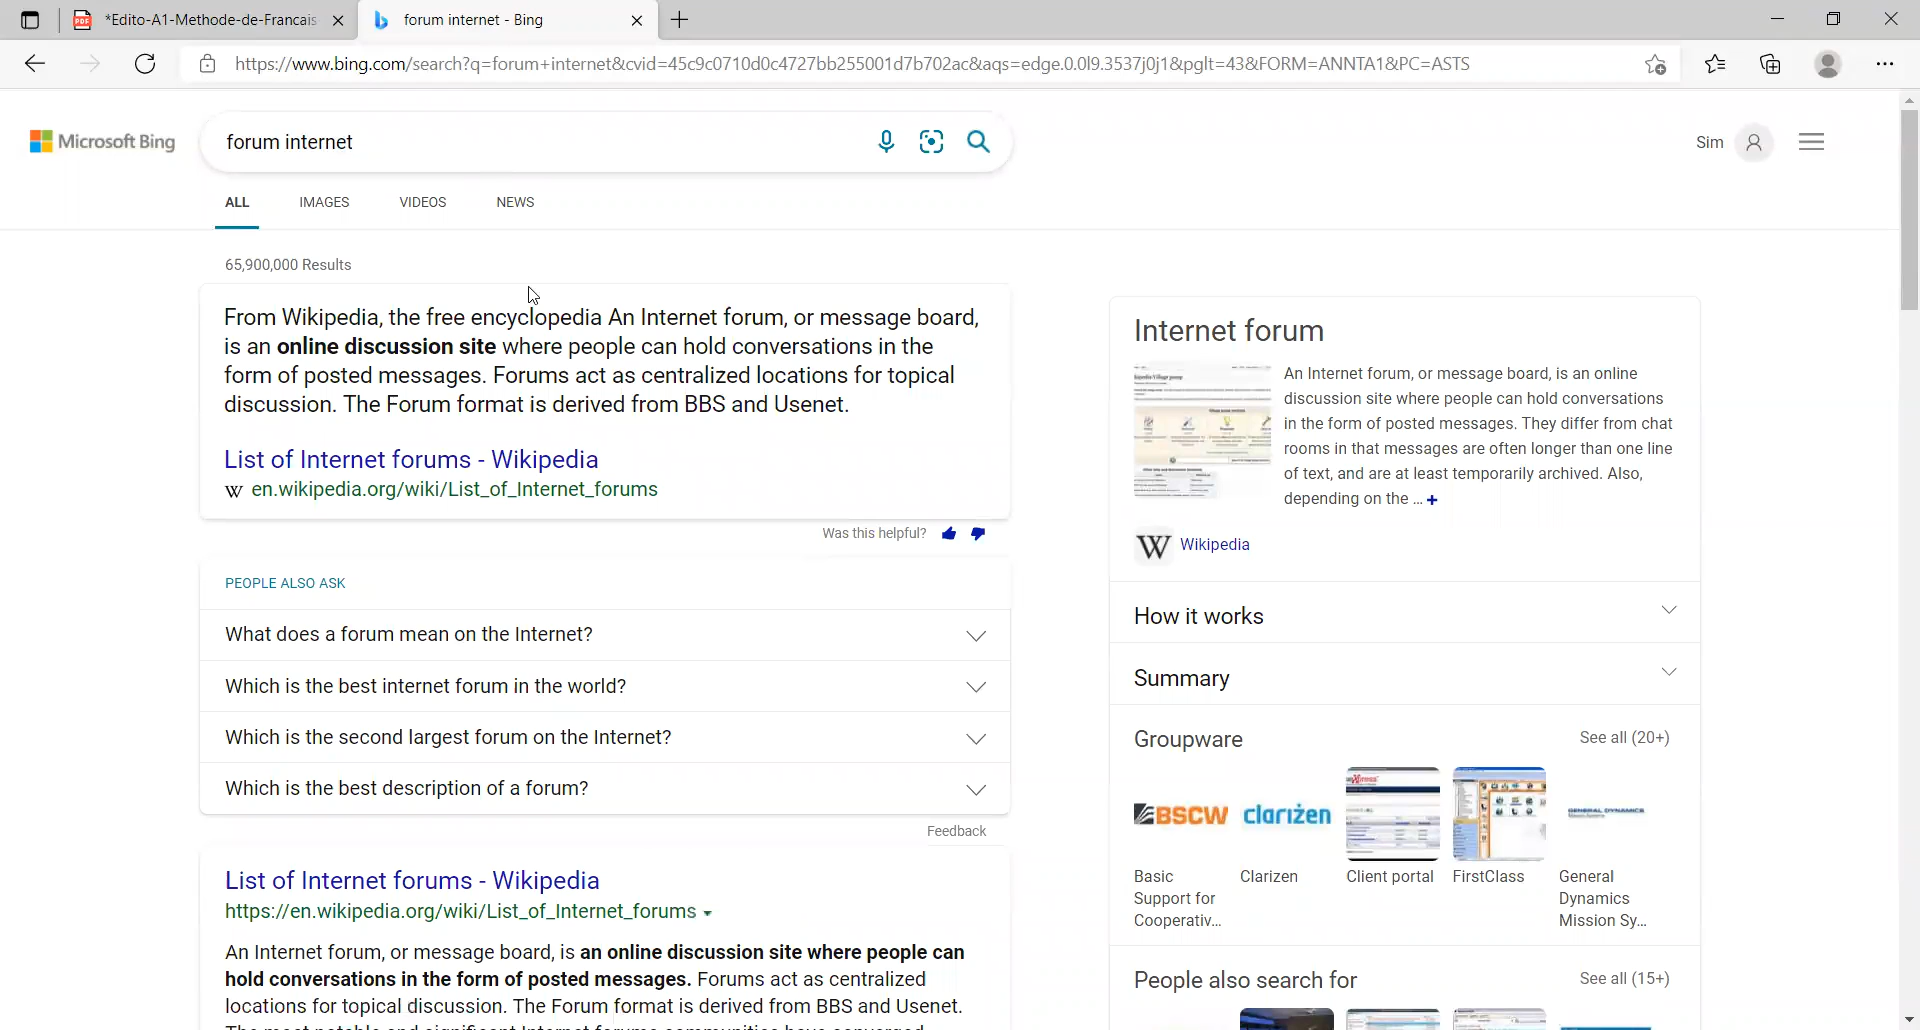 *Edito-A1-Methode-de-Francais
forum internet - Bing
https://www.bing.com/search?q=forum+internet&cvid=45c9c0710d0c4727bb255001d7b702ac&aqs=edge.0.0l9.3537j0j1&pglt=43&FORM=ANNTA1&PC=ASTS
Microsoft Bing
forum internet
Sim
ALL IMAGES VIDEOS NEWS
65,900,000 Results
From Wikipedia, the free encyclopedia An Internet forum, or message board,
is an online discussion site where people can hold conversations in the
form of posted messages. Forums act as centralized locations for topical
discussion. The Forum format is derived from BBS and Usenet.
List of Internet forums - Wikipedia
W en.wikipedia.org/wiki/List_of_Internet_forums
Was this helpful?
PEOPLE ALSO ASK
What does a forum mean on the Internet?
Which is the best internet forum in the world?
Which is the second largest forum on the Internet?
Which is the best description of a forum?
Feedback
List of Internet forums - Wikipedia
https://en.wikipedia.org/wiki/List_of_Internet_forums
An Internet forum, or message board, is an online discussion site where people can
hold conversations in the form of posted messages. Forums act as centralized
locations for topical discussion. The Forum format is derived from BBS and Usenet.
Internet forum
An Internet forum, or message board, is an online
discussion site where people can hold conversations
in the form of posted messages. They differ from chat
rooms in that messages are often longer than one line
of text, and are at least temporarily archived. Also,
depending on the ... +
W Wikipedia
How it works
Summary
Groupware
See all (20+)
BSCW
clarizen
GENERAL DYNAMICS
Basic
Support for
Cooperativ...
Clarizen
Client portal
FirstClass
General
Dynamics
Mission Sy...
People also search for
See all (15+)